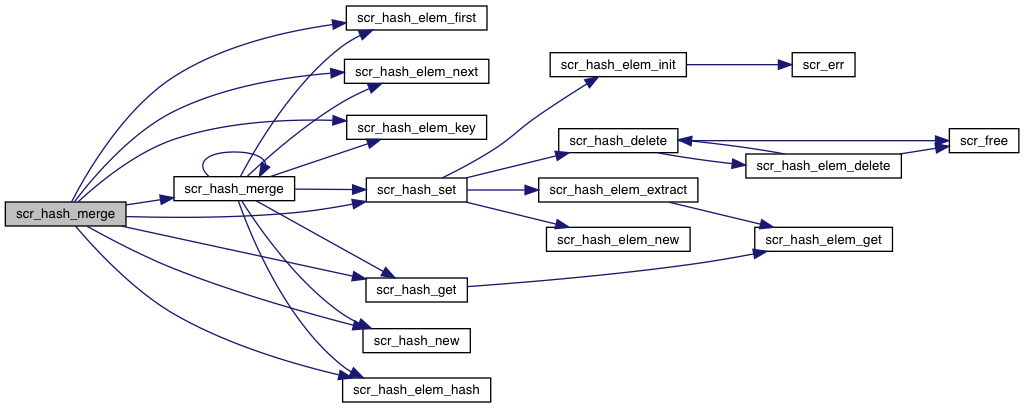 scr_hash_elem_first
scr_hash_elem_init
scr_err
scr_hash_elem_next
scr_hash_elem_key
scr_hash_delete
scr_free
scr_hash_elem_delete
scr_hash_merge
scr_hash_set
scr_hash_elem_extract
scr_hash_merge
scr_hash_elem_new
scr_hash_elem_get
scr_hash_get
scr_hash_new
scr_hash_elem_hash